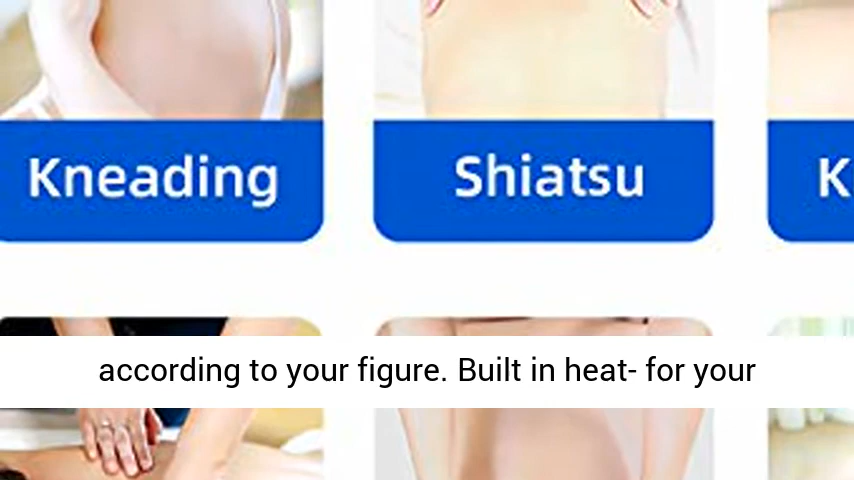 Kneading
Shiatsu
K
according to your figure. Built in heat- for your